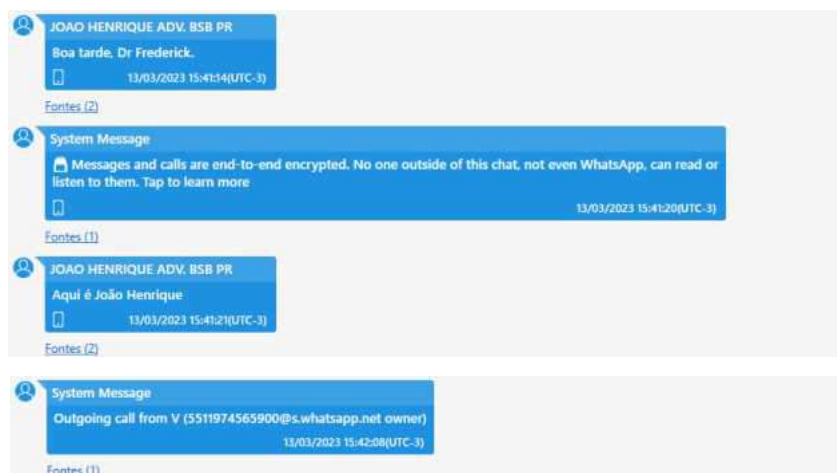 JOAO HENRIQUE ADV. BSB PR
Boa tarde, Dr Frederick.
13/03/2023 15:41:14(UTC-3)
Fontes (2)
System Message
Messages and calls are end-to-end encrypted. No one outside of this chat, not even WhatsApp, can read or
listen to them. Tap to learn more
13/03/2023 15:41:20(UTC-3)
Fontes (1)
JOAO HENRIQUE ADV. BSB PR
Aqui é João Henrique
13/03/2023 15:41:21(UTC-3)
Fontes (2)
System Message
Outgoing call from V (5511974565900@s.whatsapp.net owner)
13/03/2023 15:42:08(UTC-3)
Fontes (1)